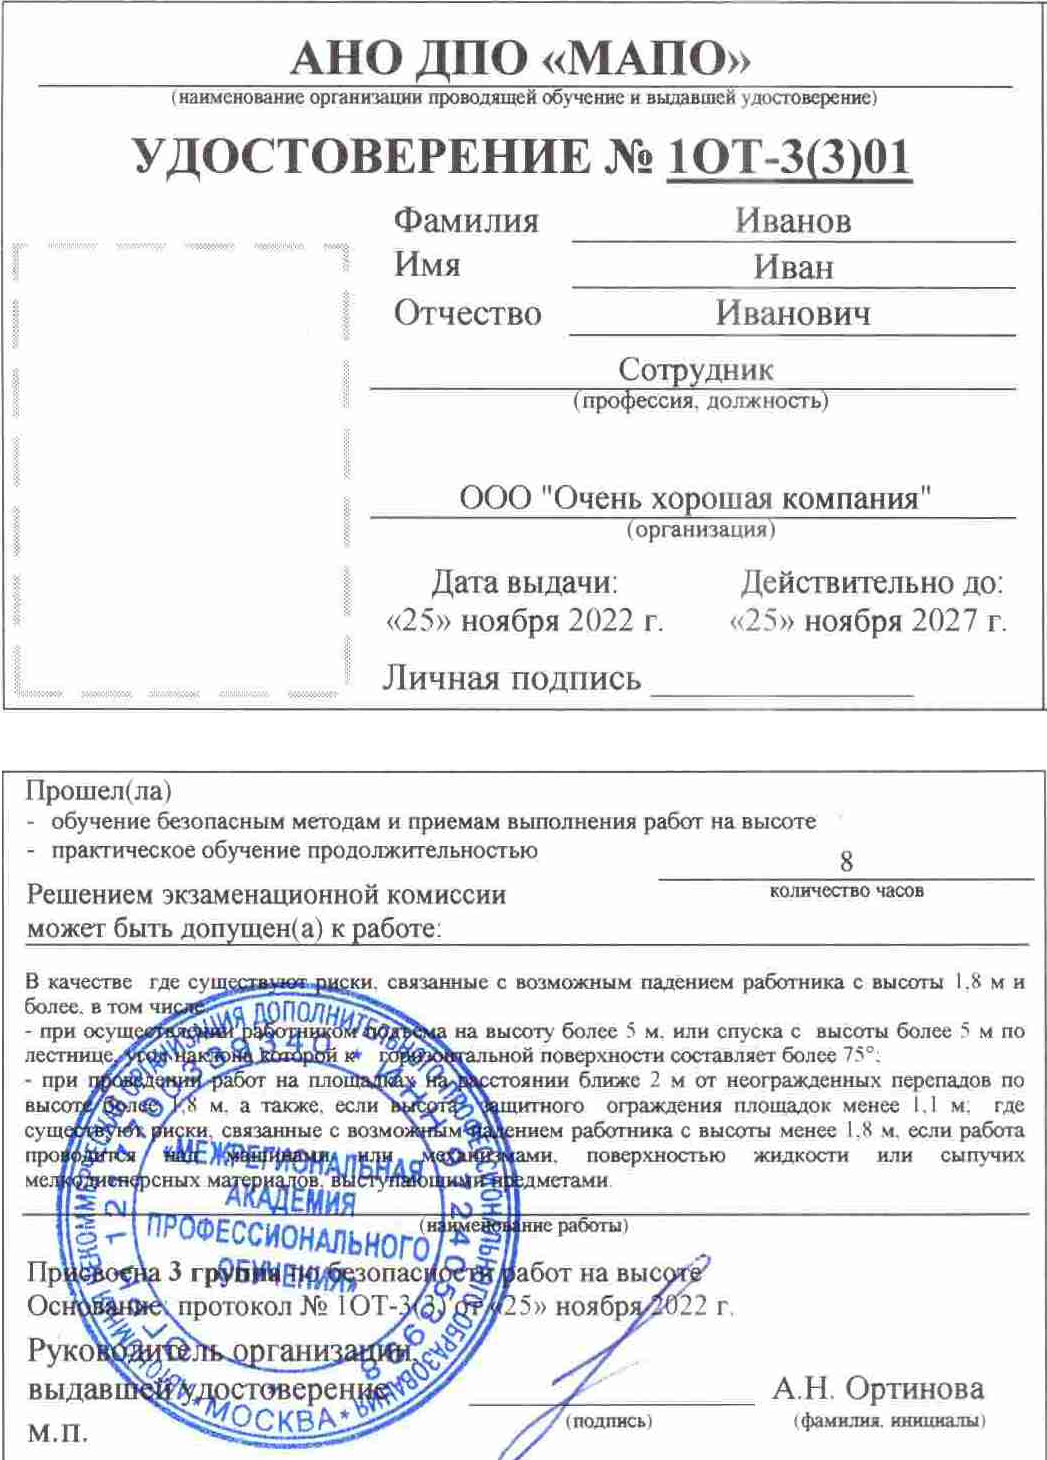 АНО ДПО «МАПО»
(наименование организации проводящей обучение и выдавшей удостоверение)
УДОСТОВЕРЕНИЕ № 1ОТ-3(3)01
Фамилия Иванов
Имя Иван
Отчество Иванович
Сотрудник
(профессия, должность)
ООО "Очень хорошая компания"
(организация)
Дата выдачи: Действительно до:
«25» ноября 2022 г. «25» ноября 2027 г.
Личная подпись
Прошел(ла)
- обучение безопасным методам и приемам выполнения работ на высоте
- практическое обучение продолжительностью
8
количество часов
Решением экзаменационной комиссии
может быть допущен(а) к работе:
В качестве где существуют риски, связанные с возможным падением работника с высоты 1,8 м и
более, в том числе:
- при осуществлении работником подъема на высоту более 5 м, или спуска с высоты более 5 м по
лестнице, угол наклона которой к горизонтальной поверхности составляет более 75°;
- при проведении работ на площадках на расстоянии ближе 2 м от неогражденных перепадов по
высоте более 1,8 м, а также, если высота защитного ограждения площадок менее 1,1 м; где
существуют риски, связанные с возможным падением работника с высоты менее 1,8 м, если работа
проводится над машинами или механизмами, поверхностью жидкости или сыпучих
мелкодисперсных материалов, выступающими предметами.
(наименование работы)
Присвоена 3 группа по безопасности работ на высоте
Основание: протокол № 1ОТ-3(3) от «25» ноября 2022 г.
Руководитель организации,
выдавшей удостоверение
А.Н. Ортинова
(подпись) (фамилия, инициалы)
М.П.
АВТОНОМНАЯ НЕКОММЕРЧЕСКАЯ ОРГАНИЗАЦИЯ ДОПОЛНИТЕЛЬНОГО ПРОФЕССИОНАЛЬНОГО ОБРАЗОВАНИЯ
* МОСКВА *
«МЕЖРЕГИОНАЛЬНАЯ
АКАДЕМИЯ
ПРОФЕССИОНАЛЬНОГО
ОБУЧЕНИЯ»